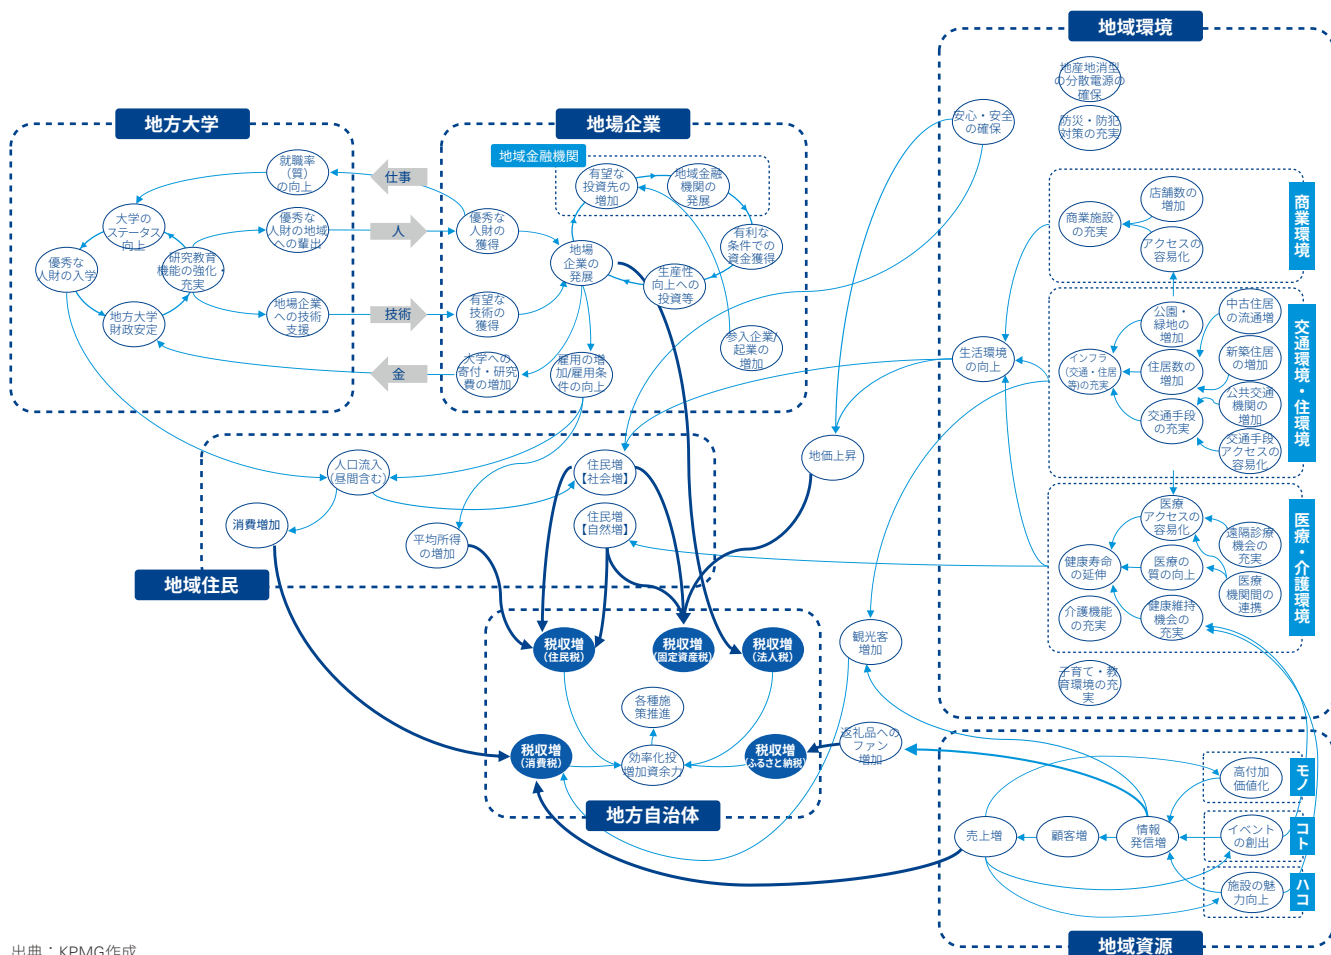 地方大学
就職率
(質)
の向上
大学の
ステータス
向上
優秀な
人財の地域
への輩出
優秀な
人財の入学
研究教育
機能の強化・
充実
地方大学
財政安定
地場企業
への技術
支援
仕事
人
技術
金
地場企業
地域金融機関
有望な
投資先の
増加
地域金融
機関の
発展
優秀な
人財の
獲得
地場
企業の
発展
有利な
条件での
資金獲得
生産性
向上への
投資等
有望な
技術の
獲得
参入企業/
起業の
増加
大学への
寄付・研究
費の増加
雇用の増
加/雇用条
件の向上
地域住民
人口流入
(昼間含む)
住民増
【社会増】
消費増加
平均所得
の増加
住民増
【自然増】
地価上昇
地方自治体
税収増
(住民税)
税収増
(固定資産税)
税収増
(法人税)
各種施
策推進
税収増
(消費税)
効率化投
増加資余力
税収増
(ふるさと納税)
観光客
増加
返礼品への
ファン
増加
地域環境
地産地消型
の分散電源の
確保
安心・安全
の確保
防災・防犯
対策の充実
商業環境
店舗数の
増加
商業施設
の充実
アクセスの
容易化
交通環境・住環境
公園・
緑地の
増加
中古住居
の流通増
生活環境
の向上
インフラ
(交通・住居
等)の充実
住居数の
増加
新築住居
の増加
公共交通
機関の
増加
交通手段
の充実
交通手段
アクセスの
容易化
医療・介護環境
医療
アクセスの
容易化
遠隔診療
機会の
充実
健康寿命
の延伸
医療の
質の向上
医療
機関間の
連携
介護機能
の充実
健康維持
機会の
充実
子育て・教
育環境の充
実
地域資源
モノ
高付加
価値化
コト
イベント
の創出
売上増
顧客増
情報
発信増
ハコ
施設の魅
力向上
出典：KPMG作成